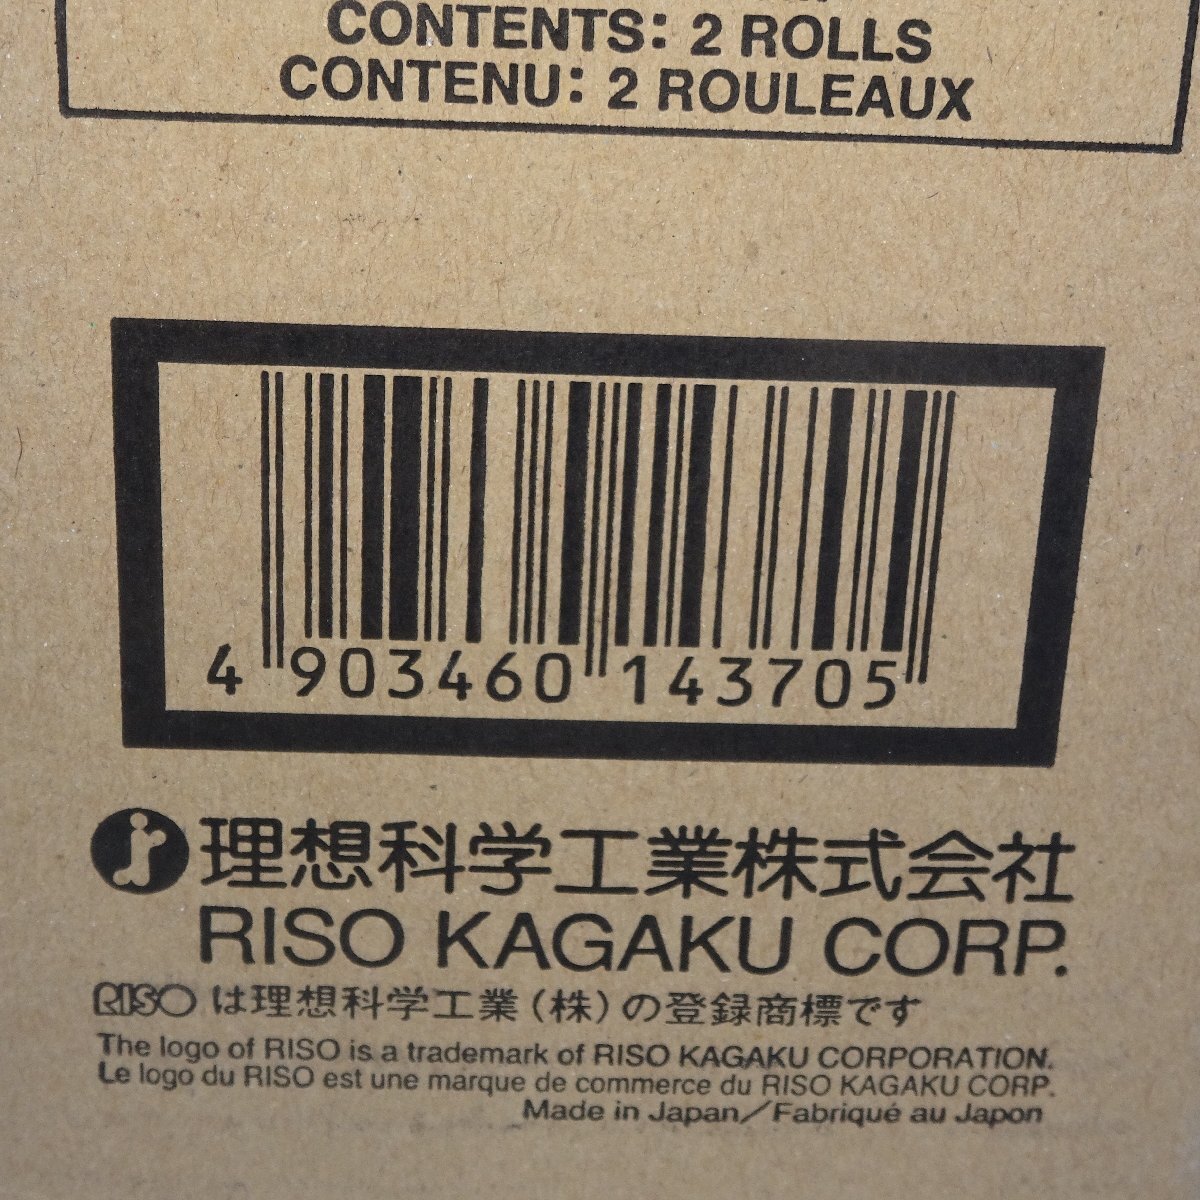 CONTENTS: 2 ROLLS
CONTENU: 2 ROULEAUX
4 903460 143705
理想科学工業株式会社
RISO KAGAKU CORP.
RISO は理想科学工業(株)の登録商標です
The logo of RISO is a trademark of RISO KAGAKU CORPORATION.
Le logo du RISO est une marque de commerce du RISO KAGAKU CORP.
Made in Japan/Fabriqué au Japon